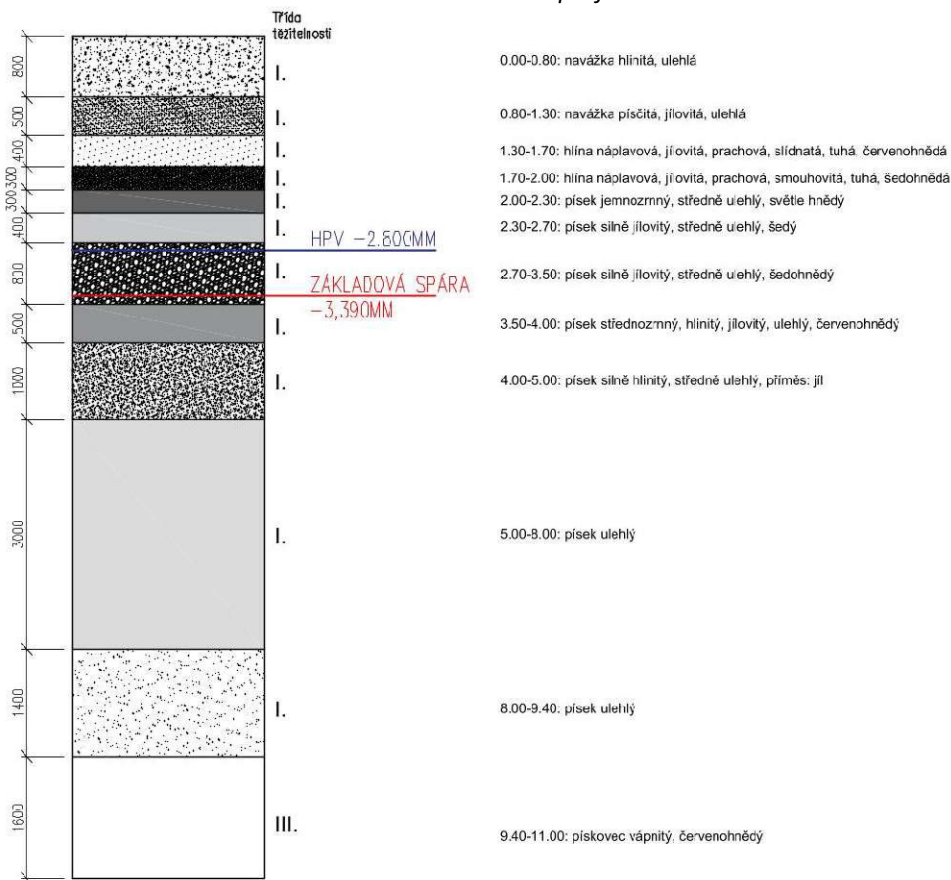 Třída
těžitelnosti
800
I.
0.00-0.80: navážka hlinitá, ulehlá
500
I.
0.80-1.30: navážka písčitá, jílovitá, ulehlá
400
I.
1.30-1.70: hlína náplavová, jílovitá, prachová, slídnatá, tuhá, červenohnědá
300
I.
1.70-2.00: hlína náplavová, jílovitá, prachová, smouhovitá, tuhá, šedohnědá
300
I.
2.00-2.30: písek jemnozrnný, středně ulehlý, světle hnědý
400
I.
2.30-2.70: písek silně jílovitý, středně ulehlý, šedý
HPV -2.800MM
800
I.
2.70-3.50: písek silně jílovitý, středně ulehlý, šedohnědý
ZÁKLADOVÁ SPÁRA
-3,390MM
500
I.
3.50-4.00: písek střednozrnný, hlinitý, jílovitý, ulehlý, červenohnědý
1000
I.
4.00-5.00: písek silně hlinitý, středně ulehlý, příměs: jíl
3000
I.
5.00-8.00: písek ulehlý
1400
I.
8.00-9.40: písek ulehlý
1600
III.
9.40-11.00: pískovec vápnitý, červenohnědý